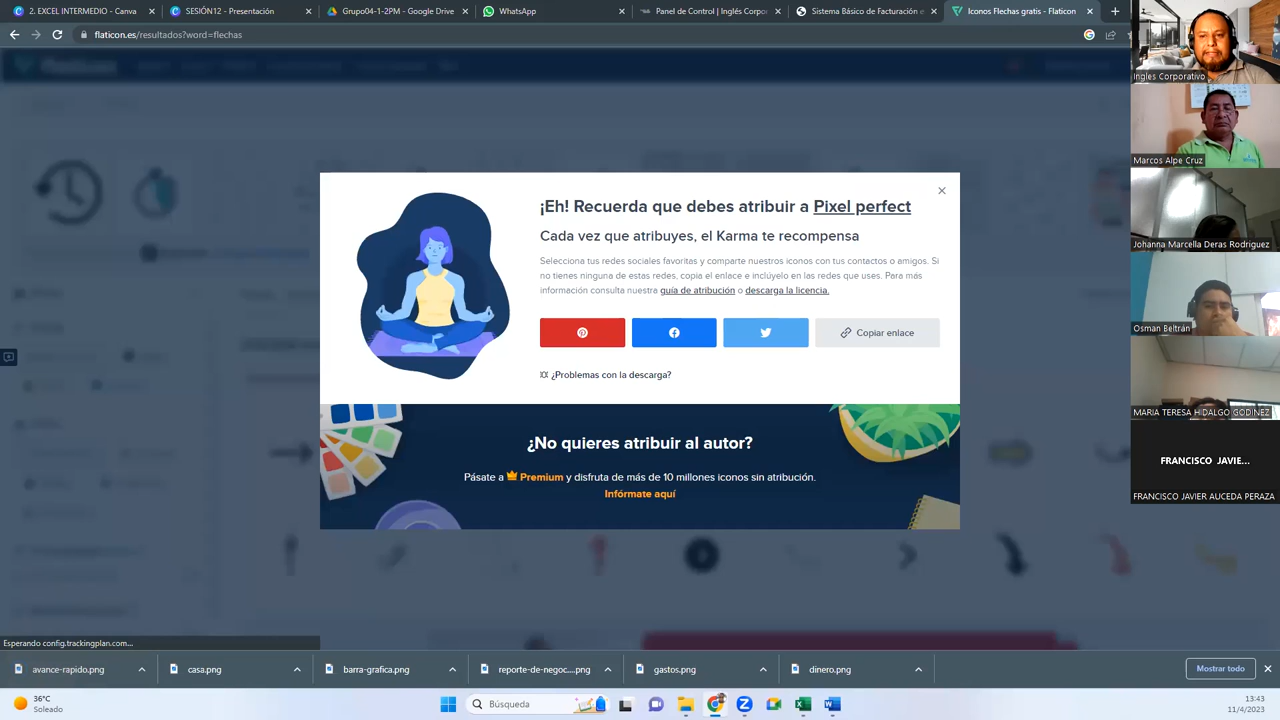 2. EXCEL INTERMEDIO - Canva
SESIÓN12 - Presentación
Grupo04-1-2PM - Google Drive
WhatsApp
Panel de Control | Inglés Corpor
Sistema Básico de Facturación e
Iconos Flechas gratis - Flaticon
flaticon.es/resultados?word=flechas
Ingles Corporativo
Marcos Alpe Cruz
Johanna Marcella Deras Rodriguez
Osman Beltrán
MARIA TERESA HIDALGO GODINEZ
FRANCISCO JAVIE...
FRANCISCO JAVIER AUCEDA PERAZA
¡Eh! Recuerda que debes atribuir a Pixel perfect
Cada vez que atribuyes, el Karma te recompensa
Selecciona tus redes sociales favoritas y comparte nuestros iconos con tus contactos o amigos. Si
no tienes ninguna de estas redes, copia el enlace e inclúyelo en las redes que uses. Para más
información consulta nuestra guía de atribución o descarga la licencia.
Copiar enlace
¿Problemas con la descarga?
¿No quieres atribuir al autor?
Pásate a Premium y disfruta de más de 10 millones iconos sin atribución.
Infórmate aquí
Esperando config.trackingplan.com...
avance-rapido.png
casa.png
barra-grafica.png
reporte-de-negoc....png
gastos.png
dinero.png
Mostrar todo
36°C
Soleado
Búsqueda
13:43
11/4/2023